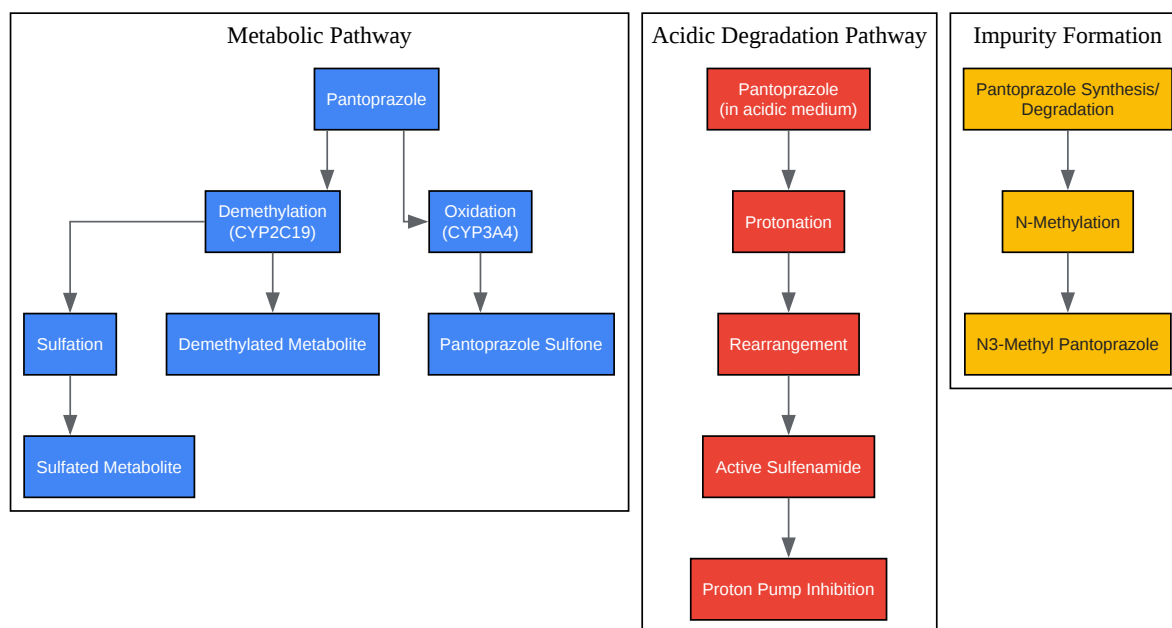 Metabolic Pathway
Pantoprazole
Demethylation
(CYP2C19)
Oxidation
(CYP3A4)
Sulfation
Demethylated Metabolite
Pantoprazole Sulfone
Sulfated Metabolite
Acidic Degradation Pathway
Pantoprazole
(in acidic medium)
Protonation
Rearrangement
Active Sulfenamide
Proton Pump Inhibition
Impurity Formation
Pantoprazole Synthesis/
Degradation
N-Methylation
N3-Methyl Pantoprazole